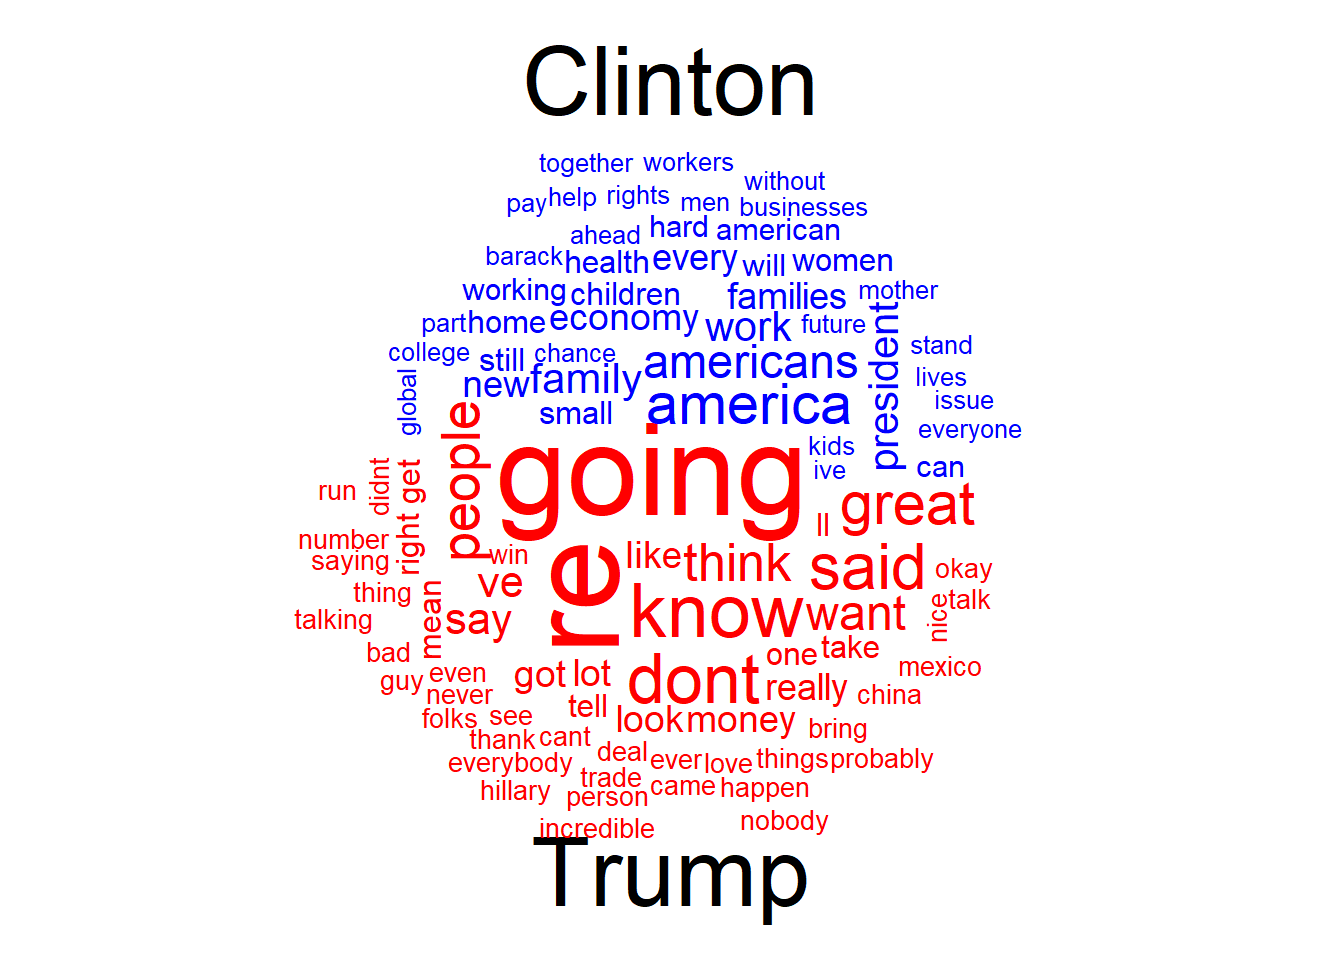 Clinton
together workers
without
pay help rights men businesses
ahead hard american
barack health every will women
working children families mother
part home economy work future president
college still chance americans stand
global new family lives
small america issue
people going kids everyone
ive can
run didnt get great
ll
number right re like think said okay
saying win
thing ve know want nice talk
talking mean say
bad one take
guy even got lot dont really mexico
never china
folks see tell look money bring
thank cant
everybody deal ever love things probably
hillary trade came happen
person
incredible nobody
Trump